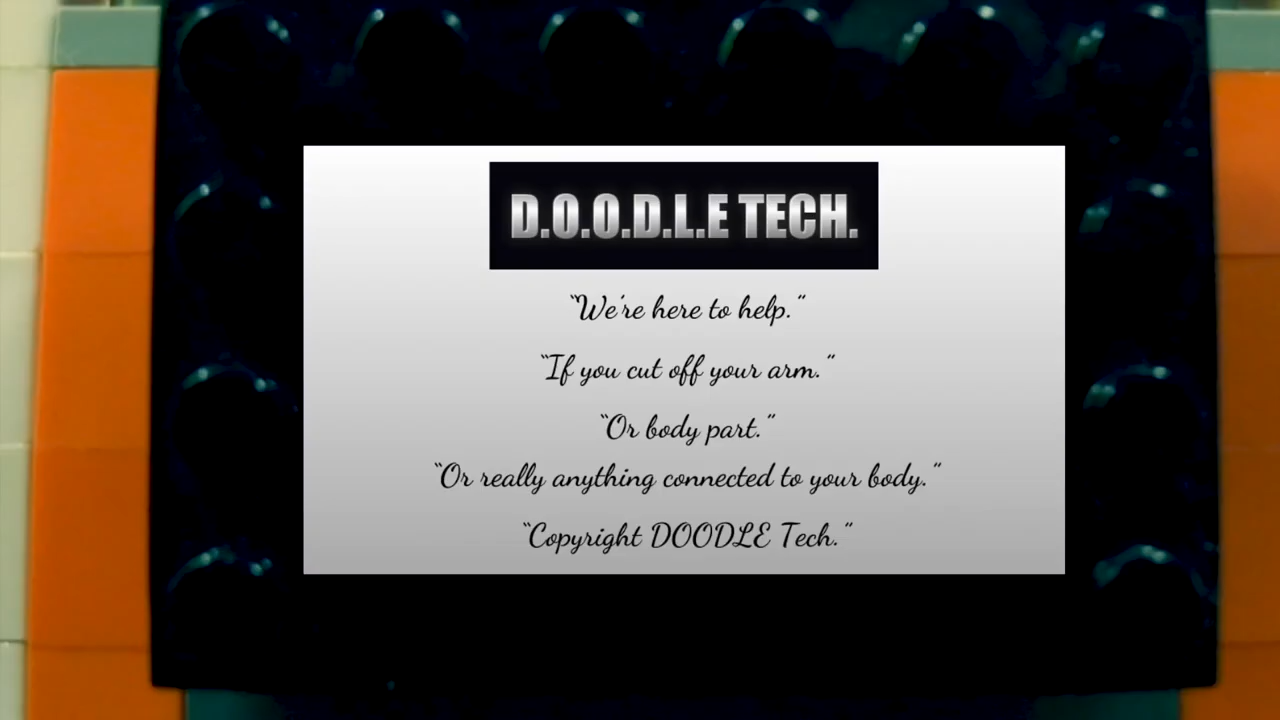 D.O.O.D.L.E TECH.
“We're here to help.”
“If you cut off your arm.”
“Or body part.”
“Or really anything connected to your body.”
“Copyright DOODLE Tech.”